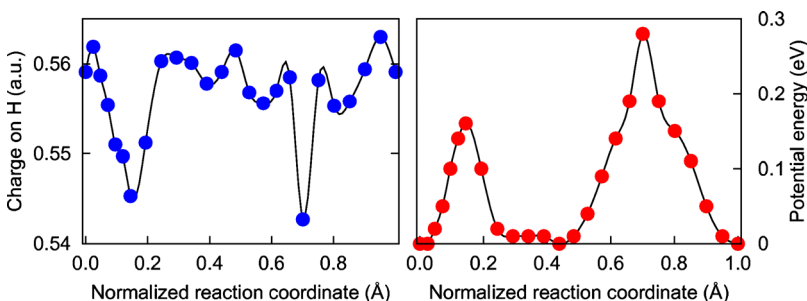 Charge on H (a.u.)
0.56
0.55
0.54
0.0 0.2 0.4 0.6 0.8
Normalized reaction coordinate (Å)
0.3
0.2
0.1
0
Potential energy (eV)
0.0 0.2 0.4 0.6 0.8 1.0
Normalized reaction coordinate (Å)